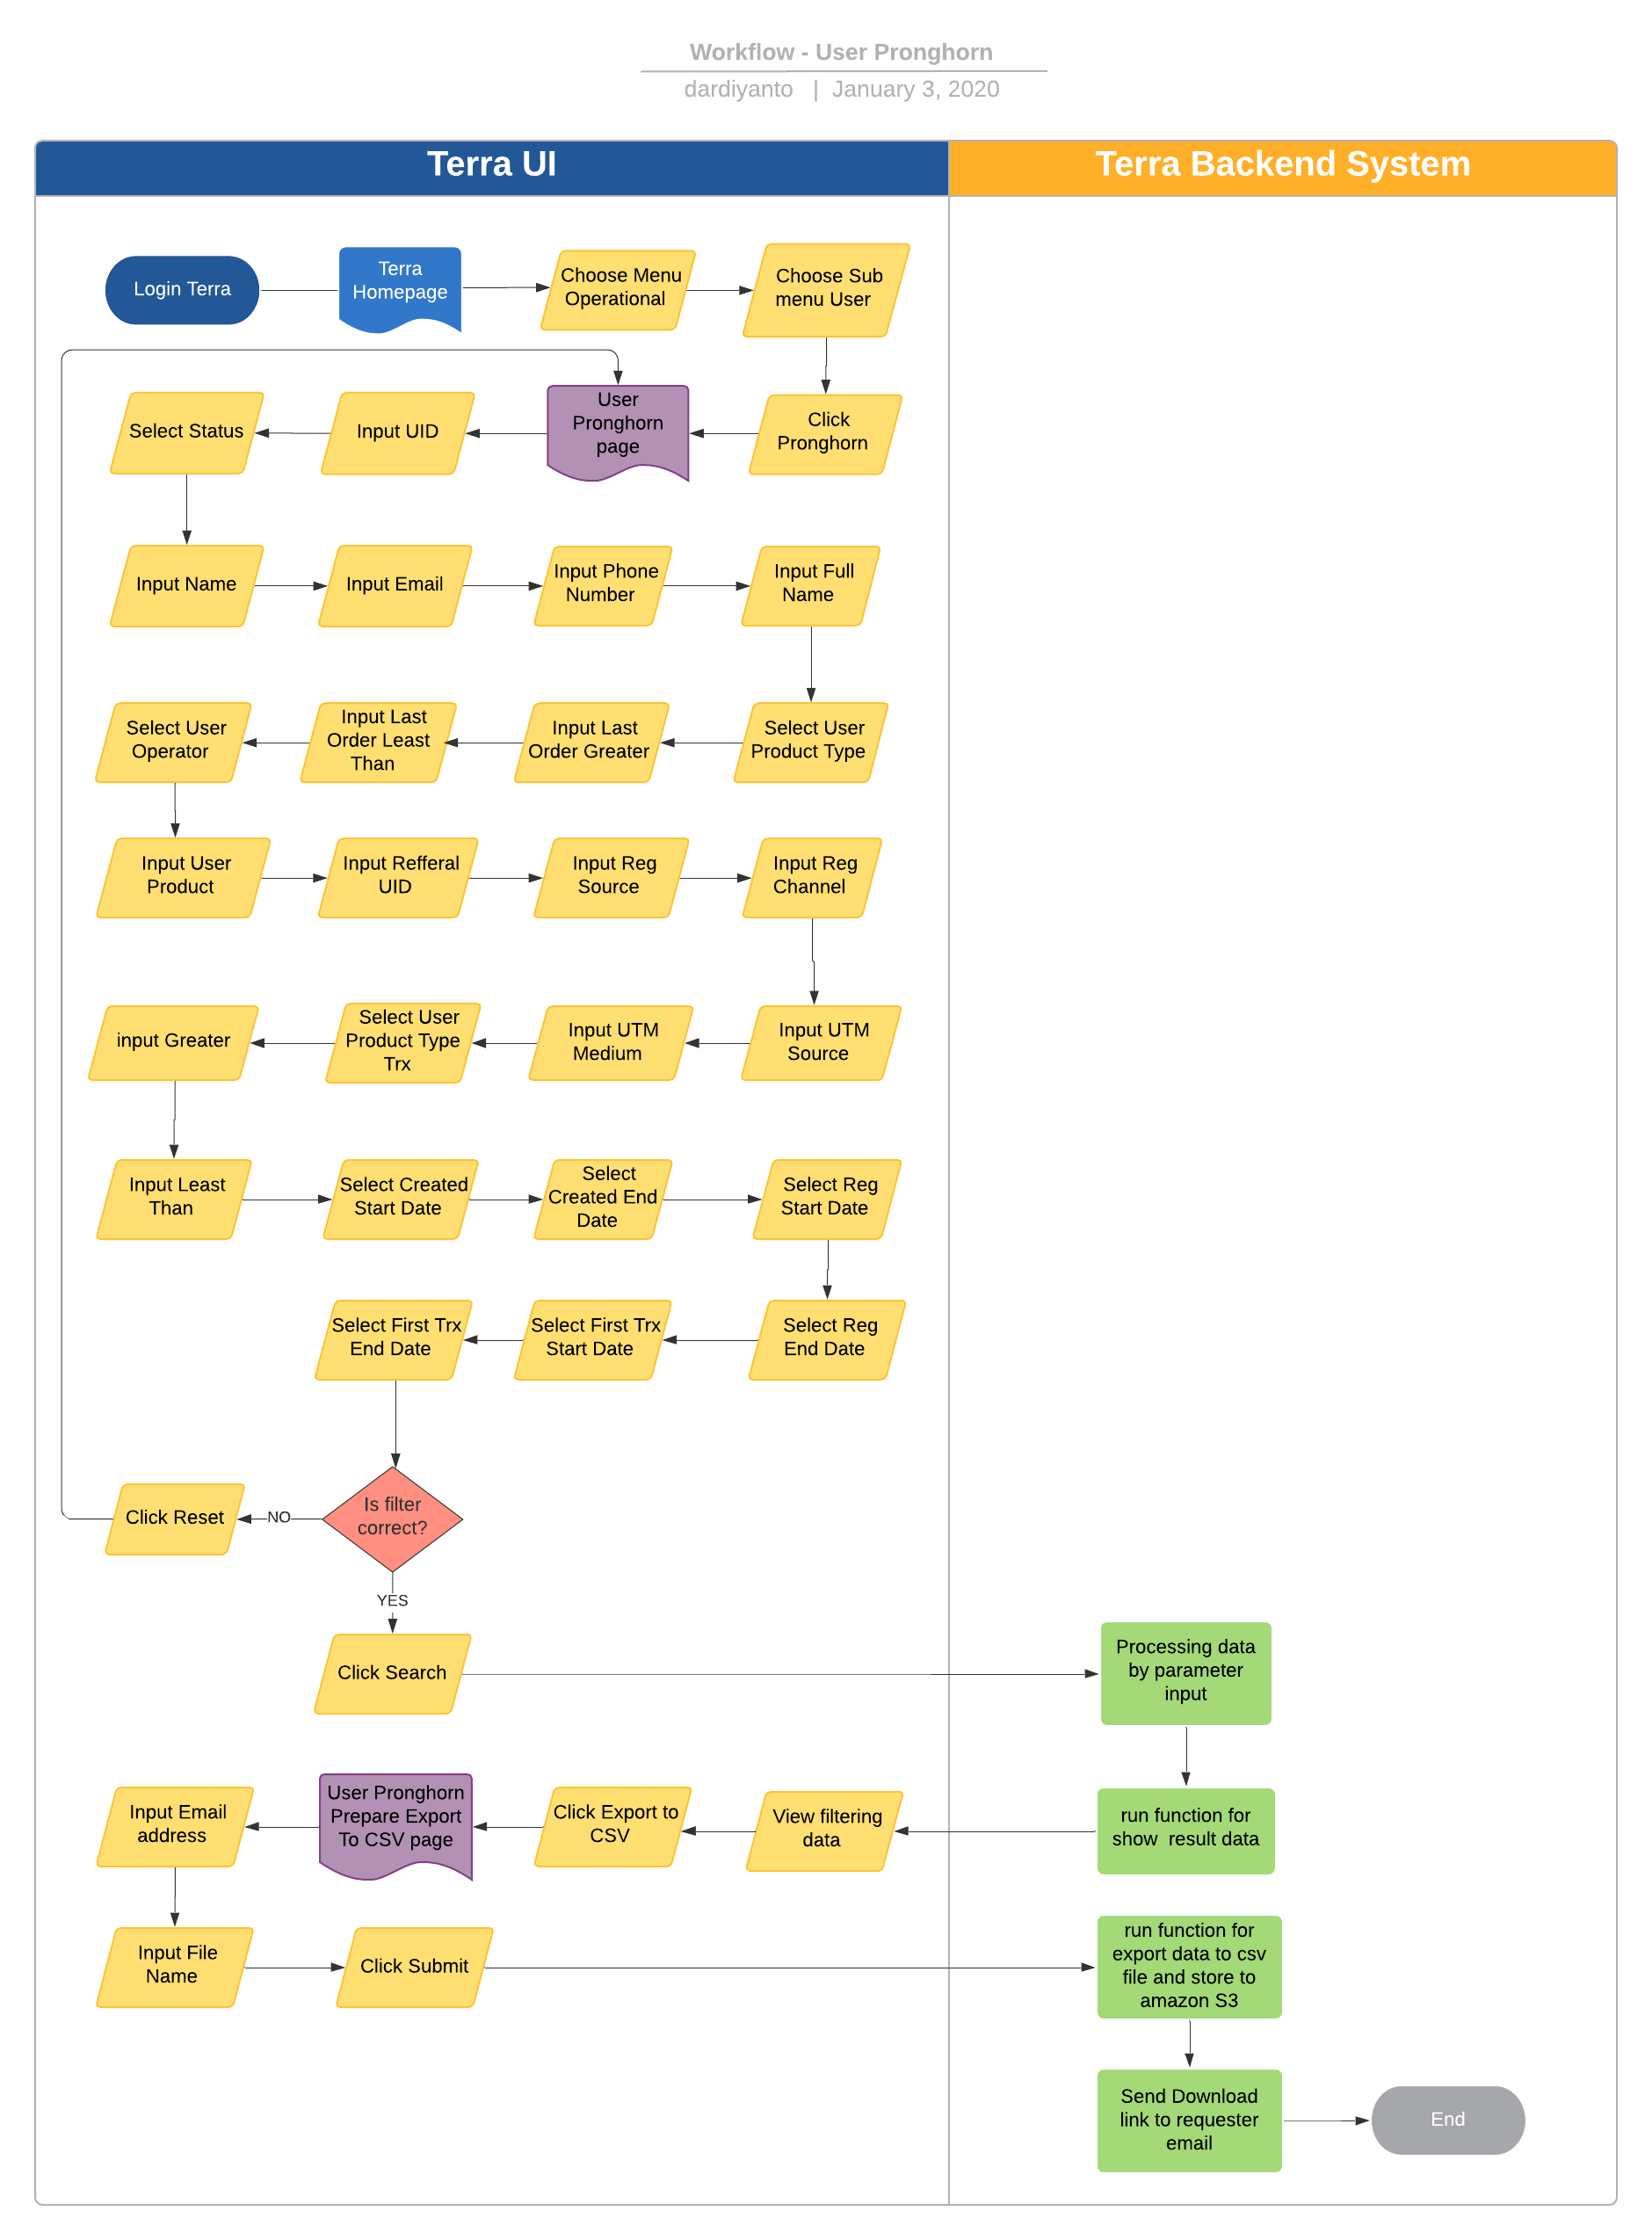 Workflow - User Pronghorn
dardiyanto | January 3, 2020
Terra UI
Terra Backend System
Login Terra
Terra
Homepage
Choose Menu
Operational
Choose Sub
menu User
Select Status
Input UID
User
Pronghorn
page
Click
Pronghorn
Input Name
Input Email
Input Phone
Number
Input Full
Name
Select User
Operator
Input Last
Order Least
Than
Input Last
Order Greater
Select User
Product Type
Input User
Product
Input Refferal
UID
Input Reg
Source
Input Reg
Channel
input Greater
Select User
Product Type
Trx
Input UTM
Medium
Input UTM
Source
Input Least
Than
Select Created
Start Date
Select
Created End
Date
Select Reg
Start Date
Select First Trx
End Date
Select First Trx
Start Date
Select Reg
End Date
Click Reset
NO
Is filter
correct?
YES
Click Search
Processing data
by parameter
input
Input Email
address
User Pronghorn
Prepare Export
To CSV page
Click Export to
CSV
View filtering
data
run function for
show result data
Input File
Name
Click Submit
run function for
export data to csv
file and store to
amazon S3
Send Download
link to requester
email
End